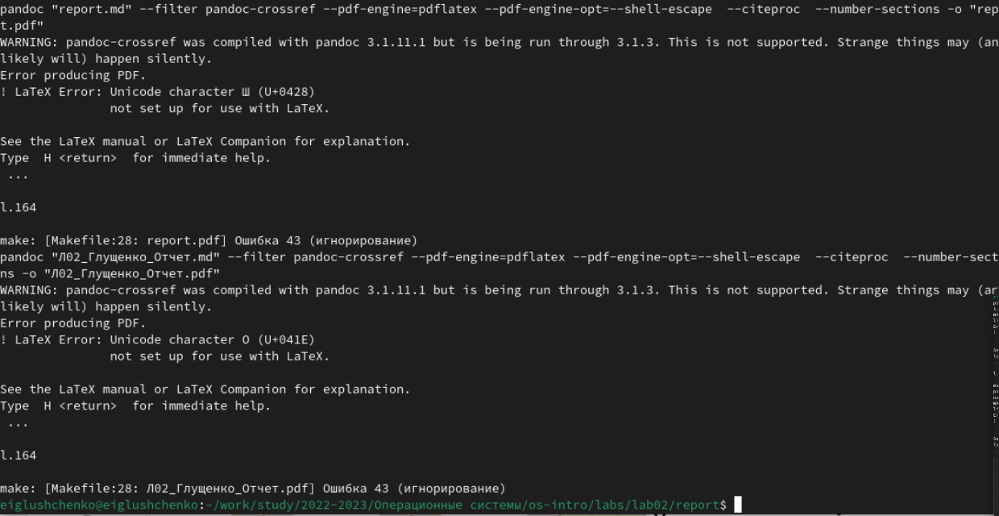 pandoc "report.md" --filter pandoc-crossref --pdf-engine=pdflatex --pdf-engine-opt=--shell-escape  --citeproc  --number-sections -o "rep
t.pdf"
WARNING: pandoc-crossref was compiled with pandoc 3.1.11.1 but is being run through 3.1.3. This is not supported. Strange things may (an
likely will) happen silently.
Error producing PDF.
! LaTeX Error: Unicode character Ш (U+0428)
               not set up for use with LaTeX.

See the LaTeX manual or LaTeX Companion for explanation.
Type  H <return>  for immediate help.
 ...

l.164

make: [Makefile:28: report.pdf] Ошибка 43 (игнорирование)
pandoc "Л02_Глущенко_Отчет.md" --filter pandoc-crossref --pdf-engine=pdflatex --pdf-engine-opt=--shell-escape  --citeproc  --number-sect
ns -o "Л02_Глущенко_Отчет.pdf"
WARNING: pandoc-crossref was compiled with pandoc 3.1.11.1 but is being run through 3.1.3. This is not supported. Strange things may (an
likely will) happen silently.
Error producing PDF.
! LaTeX Error: Unicode character О (U+041E)
               not set up for use with LaTeX.

See the LaTeX manual or LaTeX Companion for explanation.
Type  H <return>  for immediate help.
 ...

l.164

make: [Makefile:28: Л02_Глущенко_Отчет.pdf] Ошибка 43 (игнорирование)
eiglushchenko@eiglushchenko:~/work/study/2022-2023/Операционные системы/os-intro/labs/lab02/report$